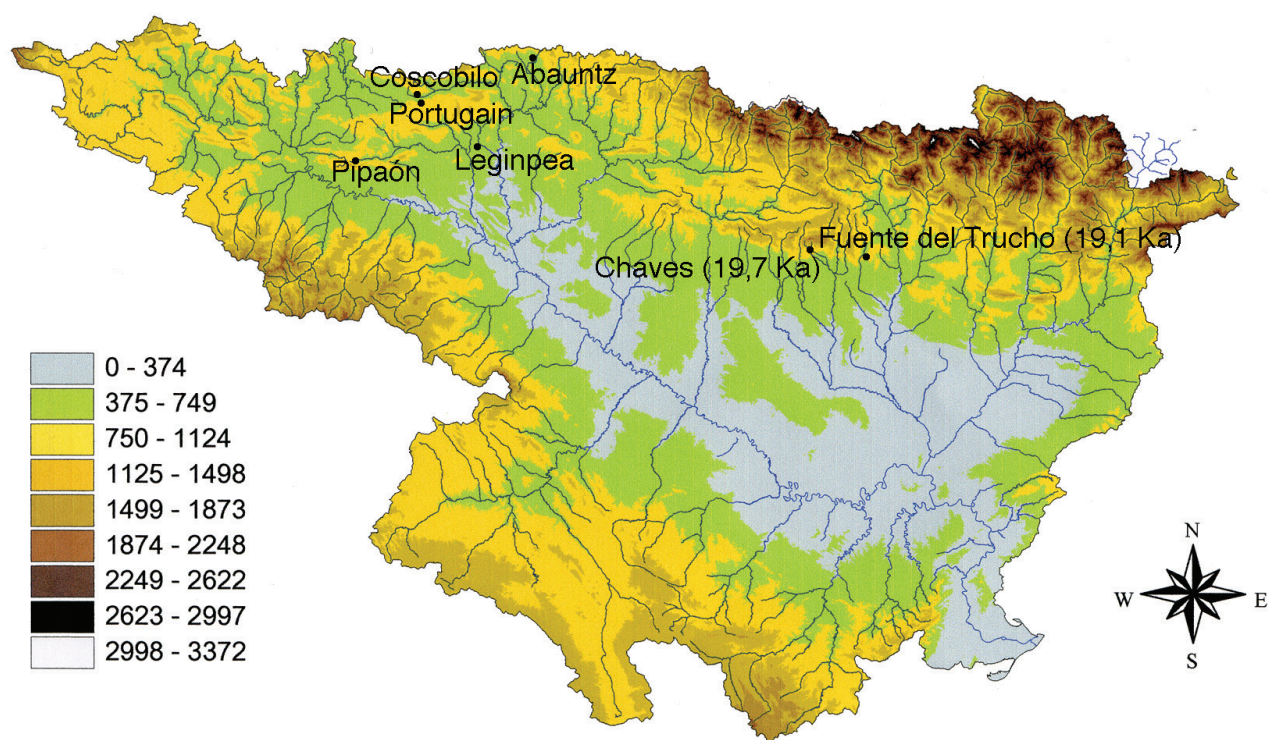 Coscobilo
Abauntz
Portugain
Leginpea
Pipaón
Fuente del Trucho (19,1 Ka)
Chaves (19,7 Ka)
0 - 374
375 - 749
750 - 1124
1125 - 1498
1499 - 1873
1874 - 2248
2249 - 2622
2623 - 2997
2998 - 3372
N
W E
S